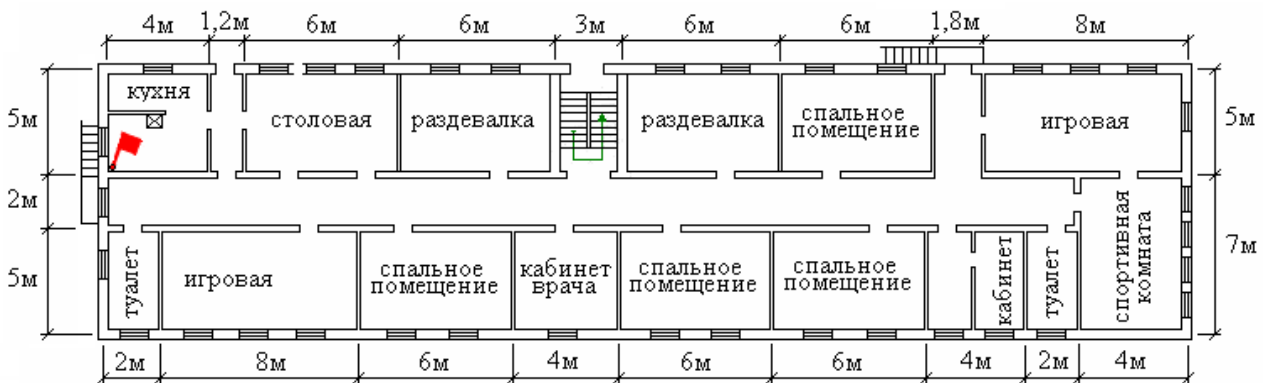 4м 1,2м 6м 6м 3м 6м 6м 1,8м 8м
кухня
5м
столовая
раздевалка
раздевалка
спальное
помещение
игровая
5м
2м
туалет
игровая
спальное
помещение
кабинет
врача
спальное
помещение
спальное
помещение
кабинет
туалет
спортивная
комната
5м
7м
2м 8м 6м 4м 6м 6м 4м 2м 4м